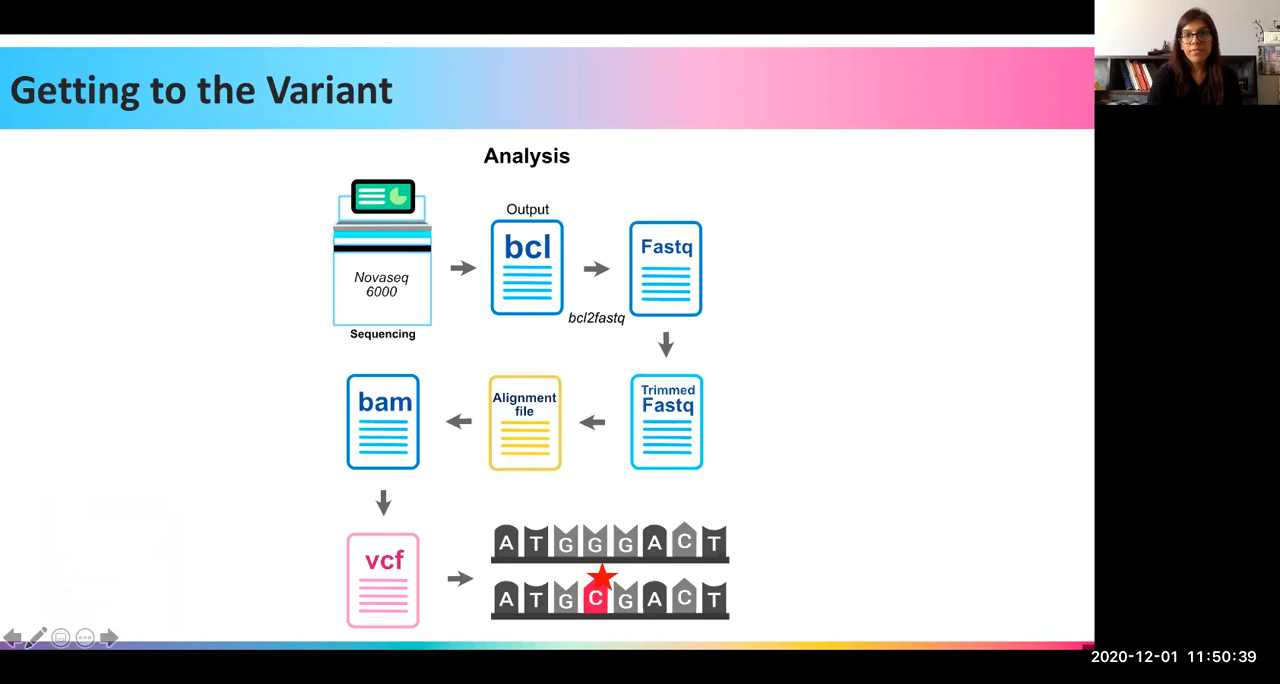 Getting to the Variant
Analysis
Novaseq
6000
Sequencing
Output
bcl
bcl2fastq
Fastq
Trimmed
Fastq
Alignment
file
bam
vcf
A T G G G A C T
A T G C G A C T
2020-12-01 11:50:39